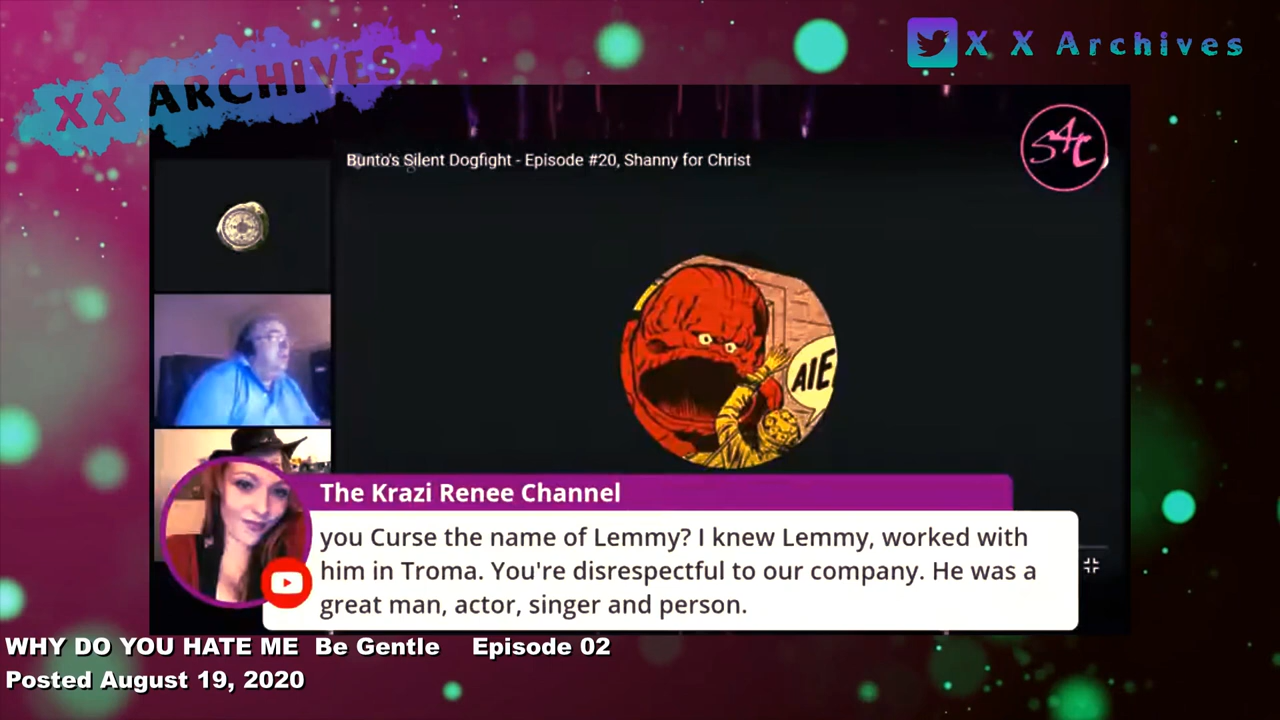 XX ARCHIVES
X X Archives
S4C
Bunto's Silent Dogfight - Episode #20, Shanny for Christ
AIE
The Krazi Renee Channel
you Curse the name of Lemmy? I knew Lemmy, worked with
him in Troma. You're disrespectful to our company. He was a
great man, actor, singer and person.
WHY DO YOU HATE ME  Be Gentle    Episode 02
Posted August 19, 2020